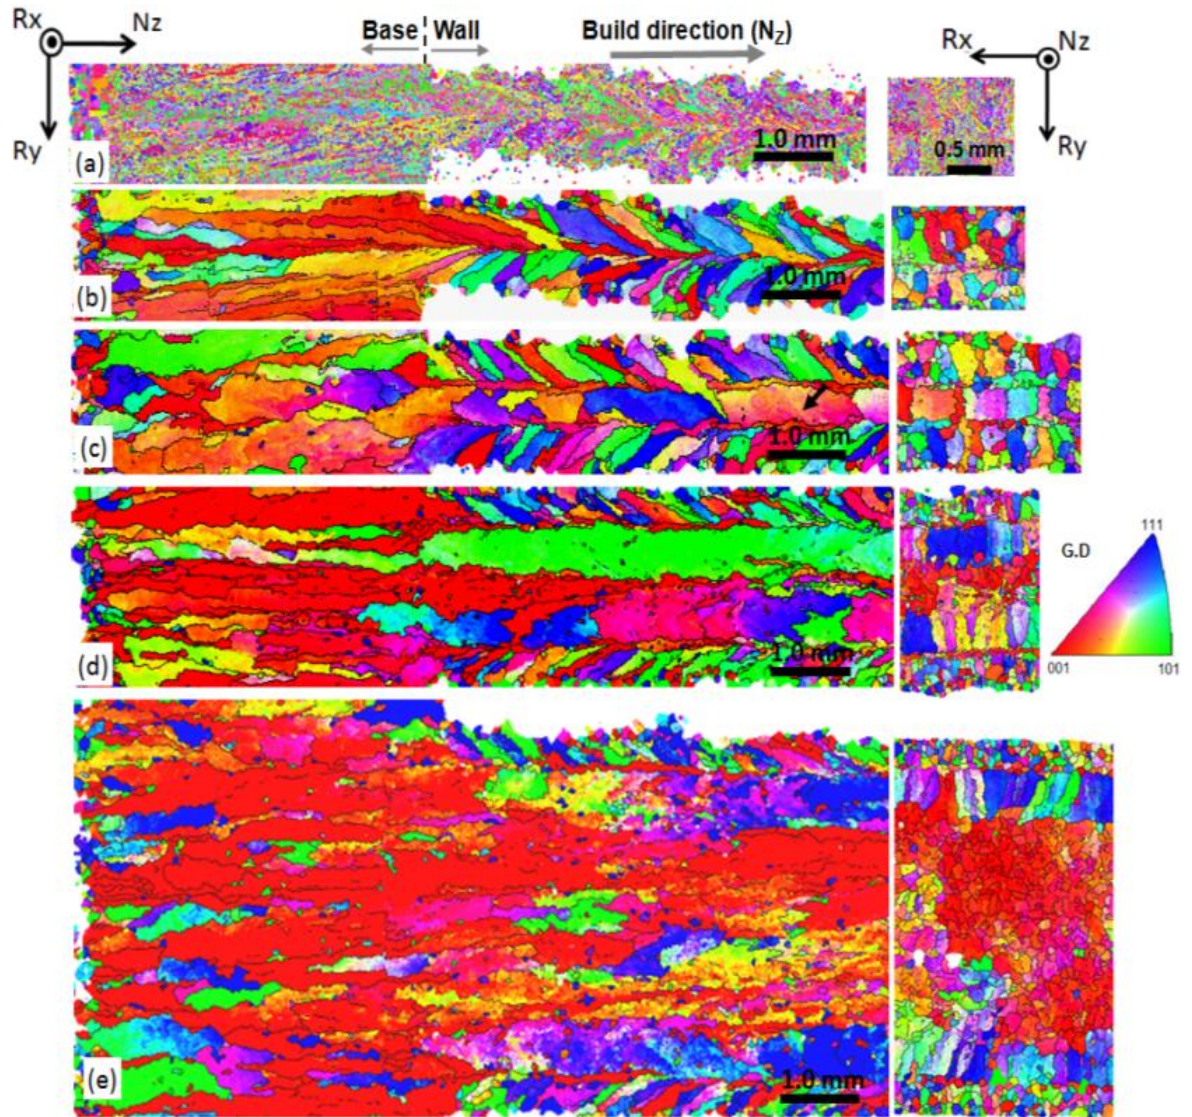 Rx
Nz
Ry
Base
Wall
Build direction (NZ)
Rx
Nz
Ry
(a)
1.0 mm
0.5 mm
(b)
1.0 mm
(c)
1.0 mm
(d)
1.0 mm
G.D
111
001
101
(e)
1.0 mm